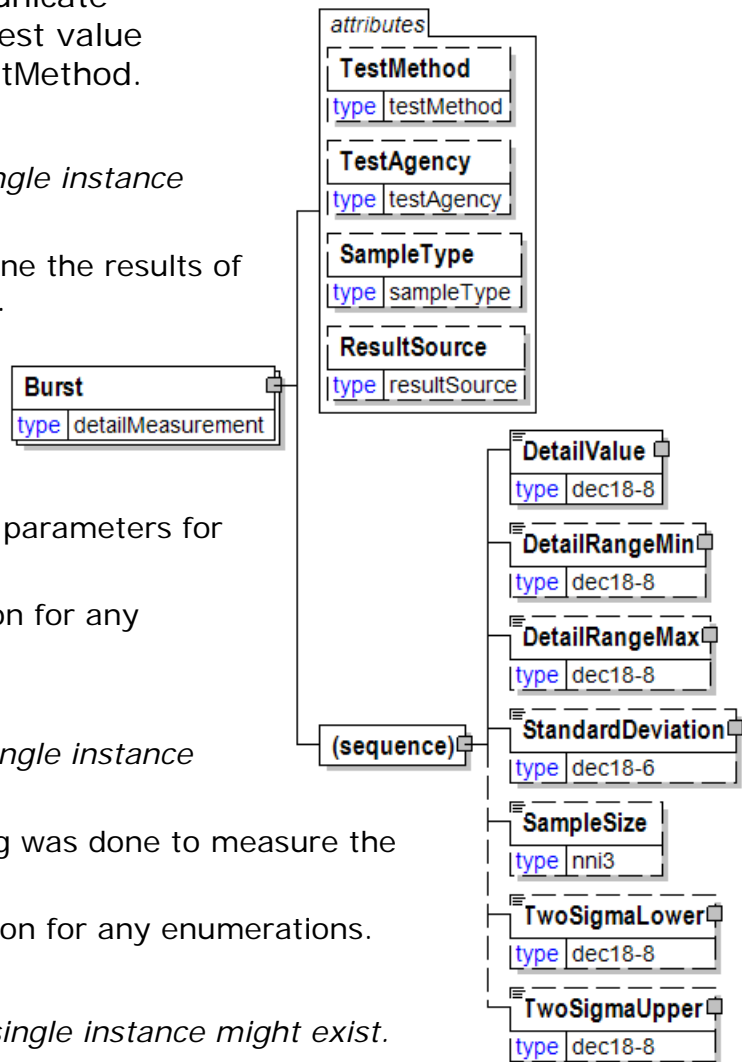 unicate
est value
tMethod.
ngle instance
ne the results of
.
parameters for
on for any
ngle instance
g was done to measure the
on for any enumerations.
single instance might exist.
Burst
type detailMeasurement
attributes
TestMethod
type testMethod
TestAgency
type testAgency
SampleType
type sampleType
ResultSource
type resultSource
(sequence)
DetailValue
type dec18-8
DetailRangeMin
type dec18-8
DetailRangeMax
type dec18-8
StandardDeviation
type dec18-6
SampleSize
type nni3
TwoSigmaLower
type dec18-8
TwoSigmaUpper
type dec18-8